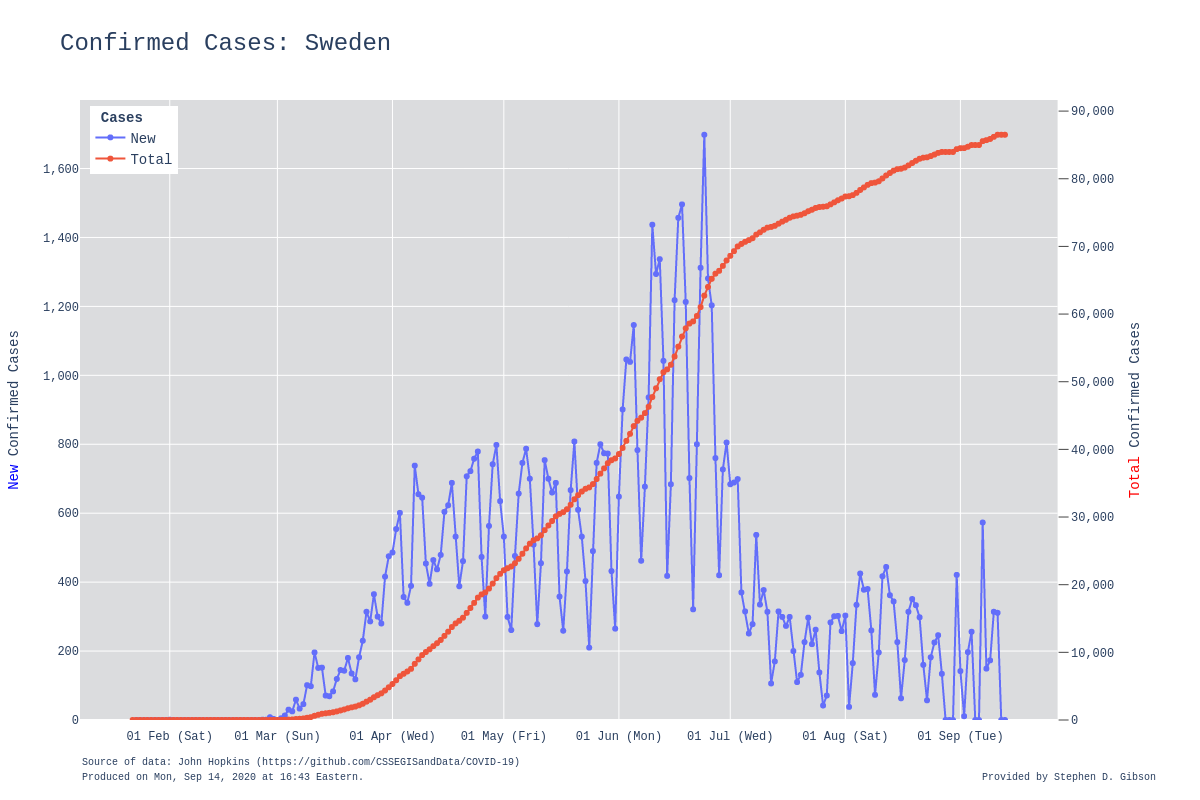 Confirmed Cases: Sweden
Cases
New
Total
1,600
1,400
1,200
1,000
800
600
400
200
0
New Confirmed Cases
90,000
80,000
70,000
60,000
50,000
40,000
30,000
20,000
10,000
0
Total Confirmed Cases
01 Feb (Sat) 01 Mar (Sun) 01 Apr (Wed) 01 May (Fri) 01 Jun (Mon) 01 Jul (Wed) 01 Aug (Sat) 01 Sep (Tue)
Source of data: John Hopkins (https://github.com/CSSEGISandData/COVID-19)
Produced on Mon, Sep 14, 2020 at 16:43 Eastern.
Provided by Stephen D. Gibson